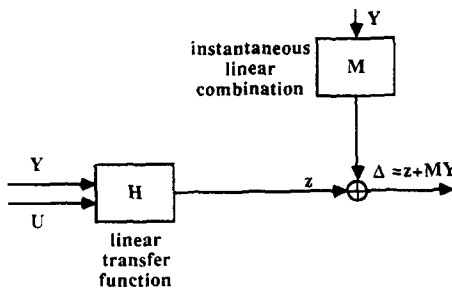 Y
instantaneous
linear
combination
M
Y
H
U
z
Δ =z+MY
linear
transfer
function